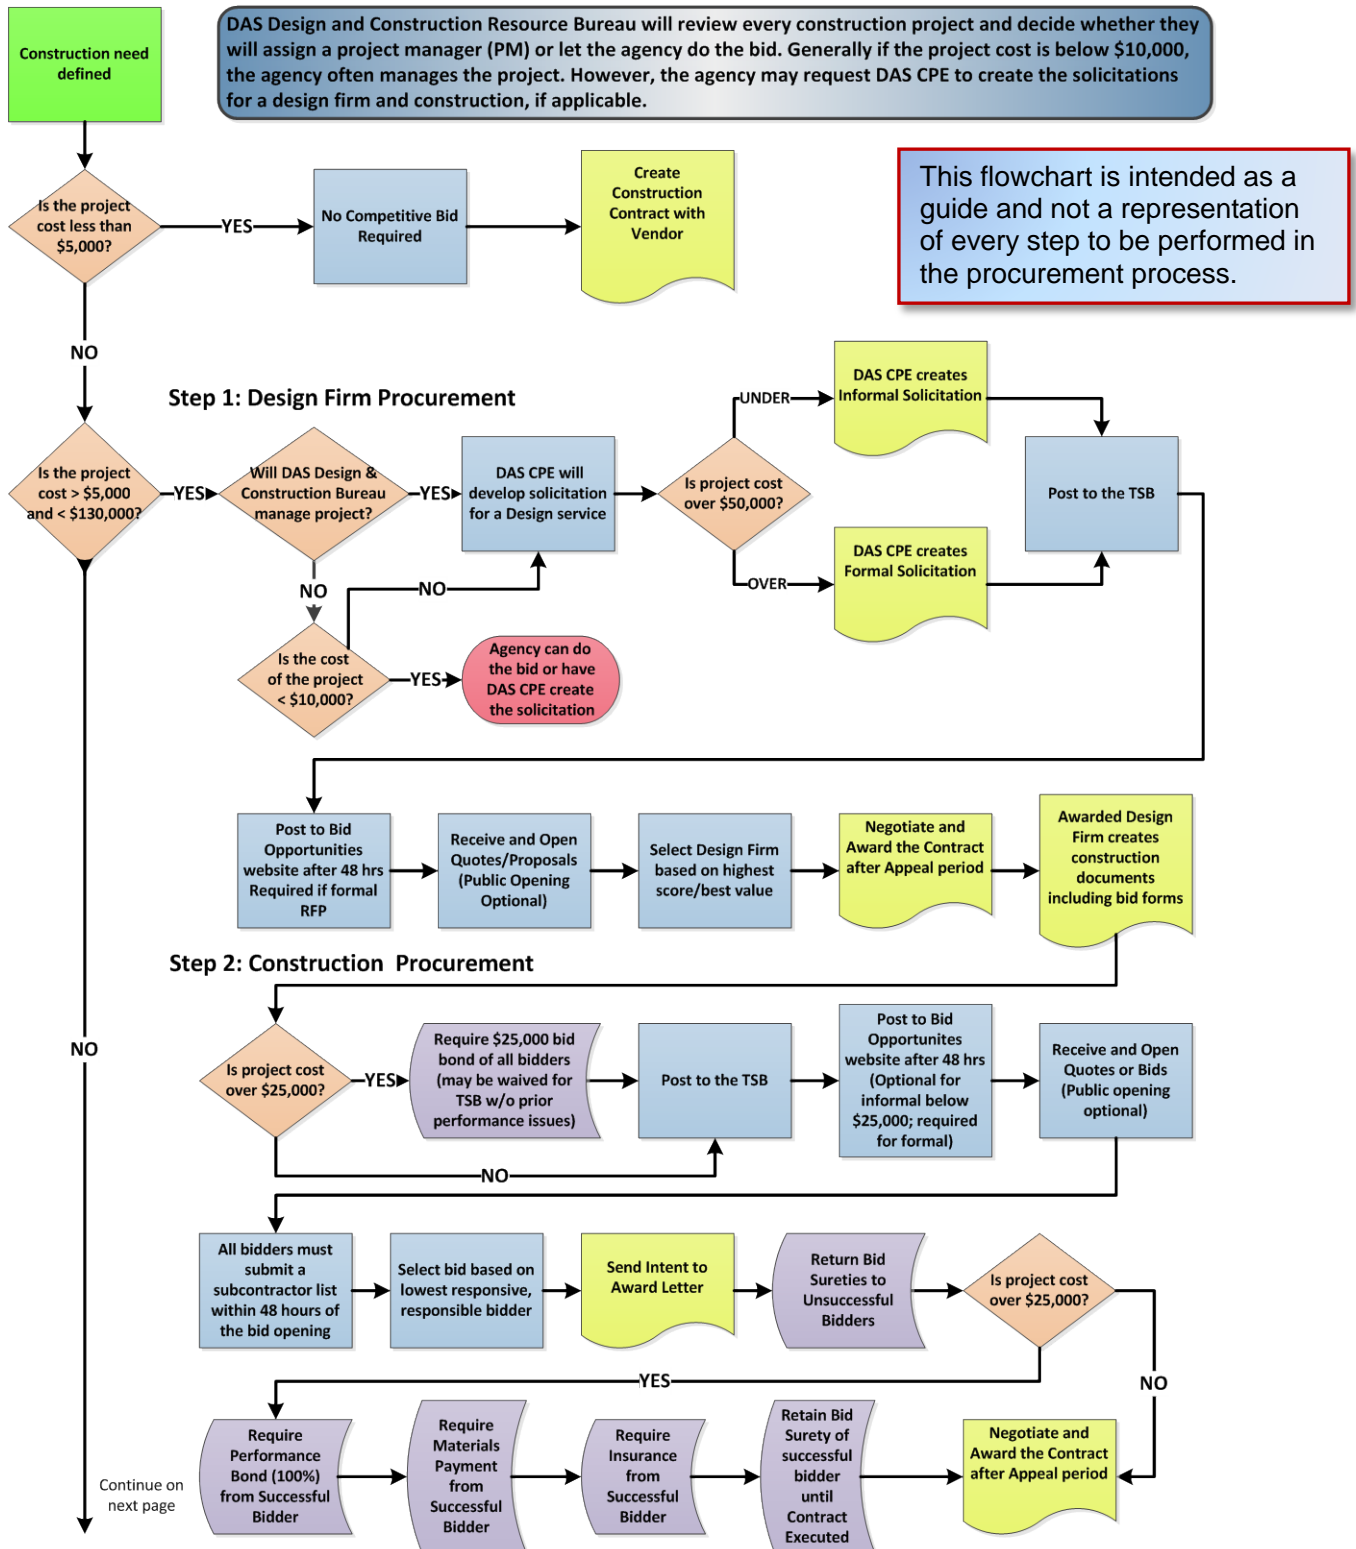 DAS Design and Construction Resource Bureau will review every construction project and decide whether they
will assign a project manager (PM) or let the agency do the bid. Generally if the project cost is below $10,000,
the agency often manages the project. However, the agency may request DAS CPE to create the solicitations
for a design firm and construction, if applicable.
Construction need
defined
This flowchart is intended as a
guide and not a representation
of every step to be performed in
the procurement process.
Is the project
cost less than
$5,000?
YES
No Competitive Bid
Required
Create
Construction
Contract with
Vendor
NO
Step 1: Design Firm Procurement
Is the project
cost > $5,000
and < $130,000?
YES
Will DAS Design &
Construction Bureau
manage project?
YES
DAS CPE will
develop solicitation
for a Design service
Is project cost
over $50,000?
UNDER
DAS CPE creates
Informal Solicitation
OVER
DAS CPE creates
Formal Solicitation
Post to the TSB
NO
NO
Is the cost
of the project
< $10,000?
YES
Agency can do
the bid or have
DAS CPE create
the solicitation
Post to Bid
Opportunities
website after 48 hrs
Required if formal
RFP
Receive and Open
Quotes/Proposals
(Public Opening
Optional)
Select Design Firm
based on highest
score/best value
Negotiate and
Award the Contract
after Appeal period
Awarded Design
Firm creates
construction
documents
including bid forms
Step 2: Construction Procurement
NO
Is project cost
over $25,000?
YES
Require $25,000 bid
bond of all bidders
(may be waived for
TSB w/o prior
performance issues)
Post to the TSB
Post to Bid
Opportunites
website after 48 hrs
(Optional for
informal below
$25,000; required
for formal)
Receive and Open
Quotes or Bids
(Public opening
optional)
NO
All bidders must
submit a
subcontractor list
within 48 hours of
the bid opening
Select bid based on
lowest responsive,
responsible bidder
Send Intent to
Award Letter
Return Bid
Sureties to
Unsuccessful
Bidders
Is project cost
over $25,000?
YES
NO
Require
Performance
Bond (100%)
from Successful
Bidder
Require
Materials
Payment
from
Successful
Bidder
Require
Insurance
from
Successful
Bidder
Retain Bid
Surety of
successful
bidder
until
Contract
Executed
Negotiate and
Award the Contract
after Appeal period
Continue on
next page